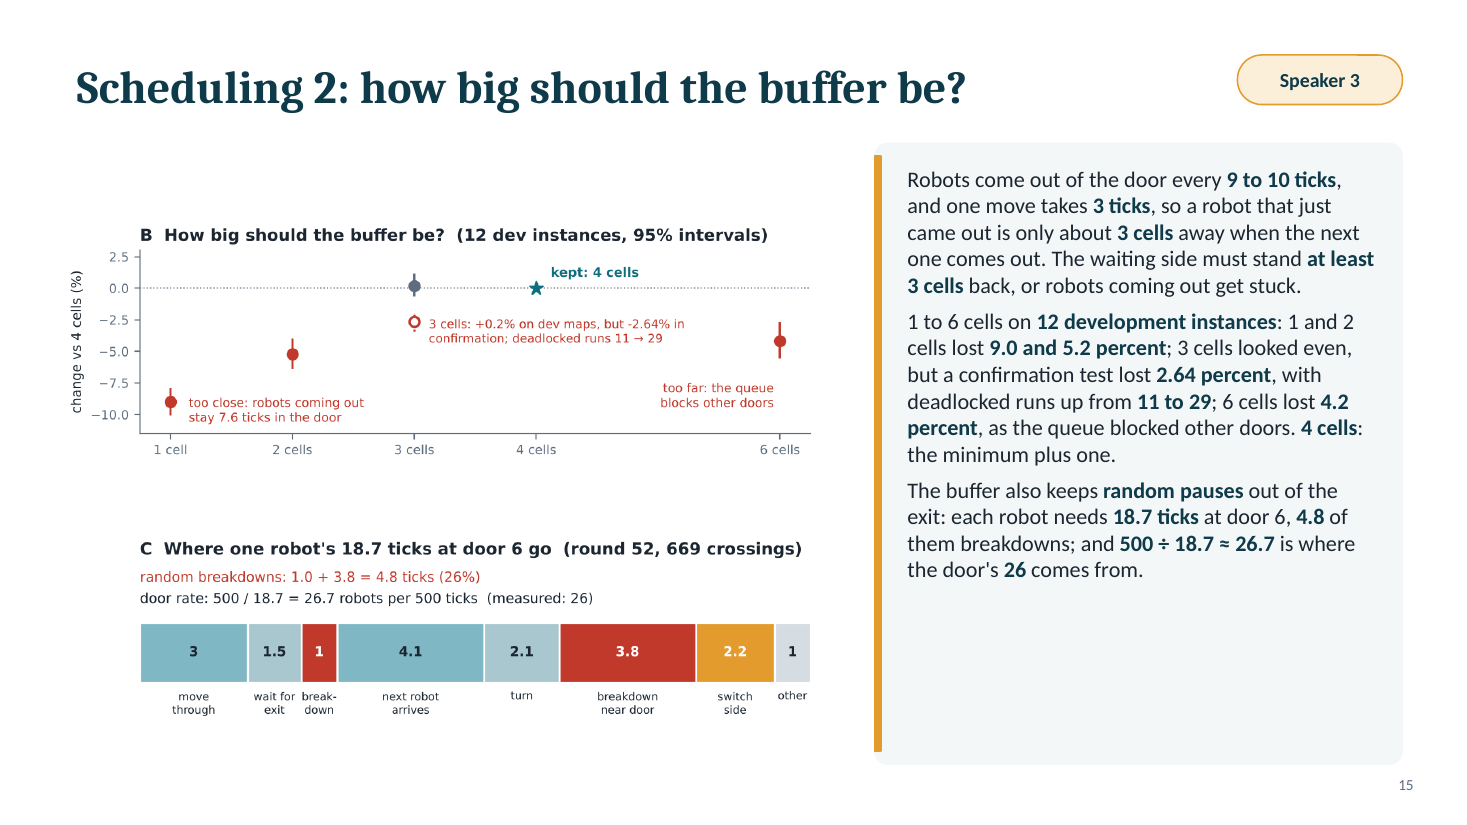 Scheduling 2: how big should the buffer be?
Speaker 3
B How big should the buffer be? (12 dev instances, 95% intervals)
change vs 4 cells (%)
2.5
0.0
−2.5
−5.0
−7.5
−10.0
kept: 4 cells
3 cells: +0.2% on dev maps, but -2.64% in
confirmation; deadlocked runs 11 → 29
too close: robots coming out
stay 7.6 ticks in the door
too far: the queue
blocks other doors
1 cell
2 cells
3 cells
4 cells
6 cells
C Where one robot's 18.7 ticks at door 6 go (round 52, 669 crossings)
random breakdowns: 1.0 + 3.8 = 4.8 ticks (26%)
door rate: 500 / 18.7 = 26.7 robots per 500 ticks (measured: 26)
3
1.5
1
4.1
2.1
3.8
2.2
1
move
through
wait for
exit
break-
down
next robot
arrives
turn
breakdown
near door
switch
side
other
Robots come out of the door every 9 to 10 ticks,
and one move takes 3 ticks, so a robot that just
came out is only about 3 cells away when the next
one comes out. The waiting side must stand at least
3 cells back, or robots coming out get stuck.
1 to 6 cells on 12 development instances: 1 and 2
cells lost 9.0 and 5.2 percent; 3 cells looked even,
but a confirmation test lost 2.64 percent, with
deadlocked runs up from 11 to 29; 6 cells lost 4.2
percent, as the queue blocked other doors. 4 cells:
the minimum plus one.
The buffer also keeps random pauses out of the
exit: each robot needs 18.7 ticks at door 6, 4.8 of
them breakdowns; and 500 ÷ 18.7 ≈ 26.7 is where
the door's 26 comes from.
15